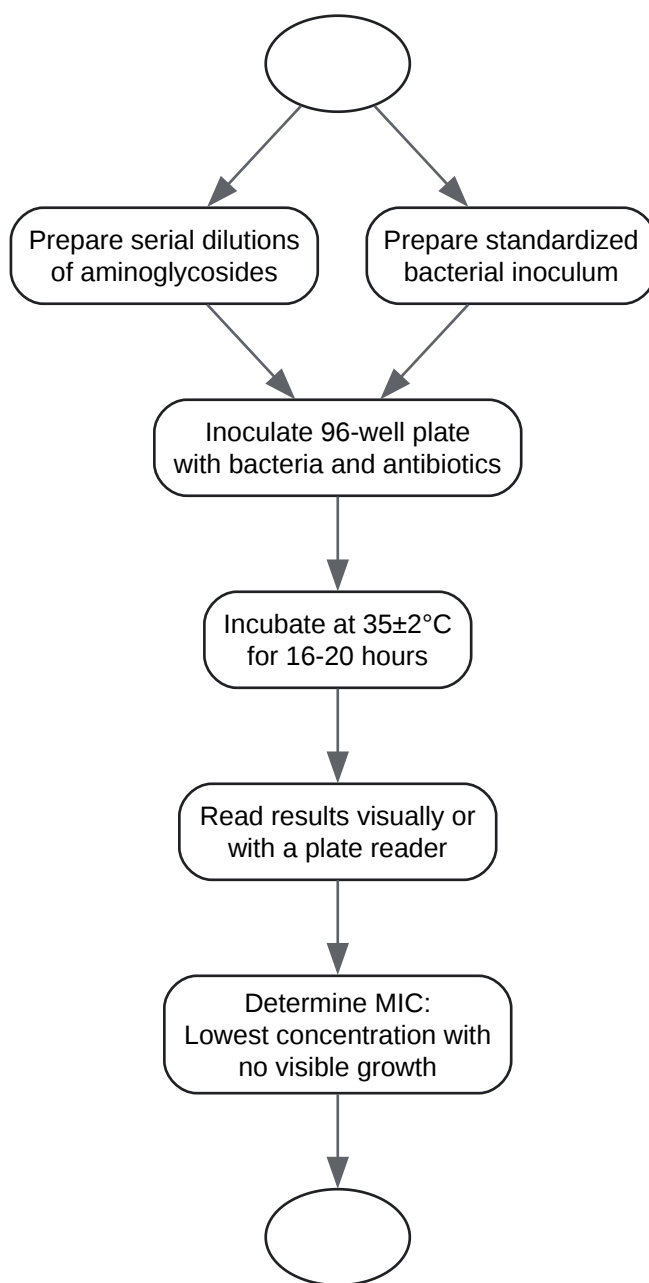 Prepare serial dilutions
of aminoglycosides
Prepare standardized
bacterial inoculum
Inoculate 96-well plate
with bacteria and antibiotics
Incubate at 35±2°C
for 16-20 hours
Read results visually or
with a plate reader
Determine MIC:
Lowest concentration with
no visible growth